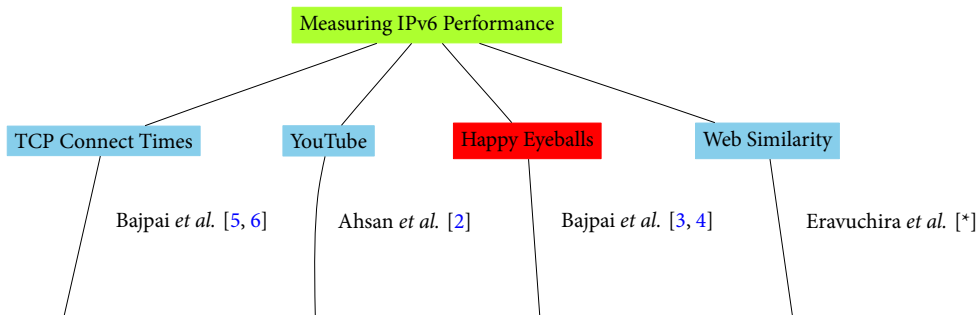 Measuring IPv6 Performance
TCP Connect Times
YouTube
Happy Eyeballs
Web Similarity
Bajpai et al. [5, 6]
Ahsan et al. [2]
Bajpai et al. [3, 4]
Eravuchira et al. [*]